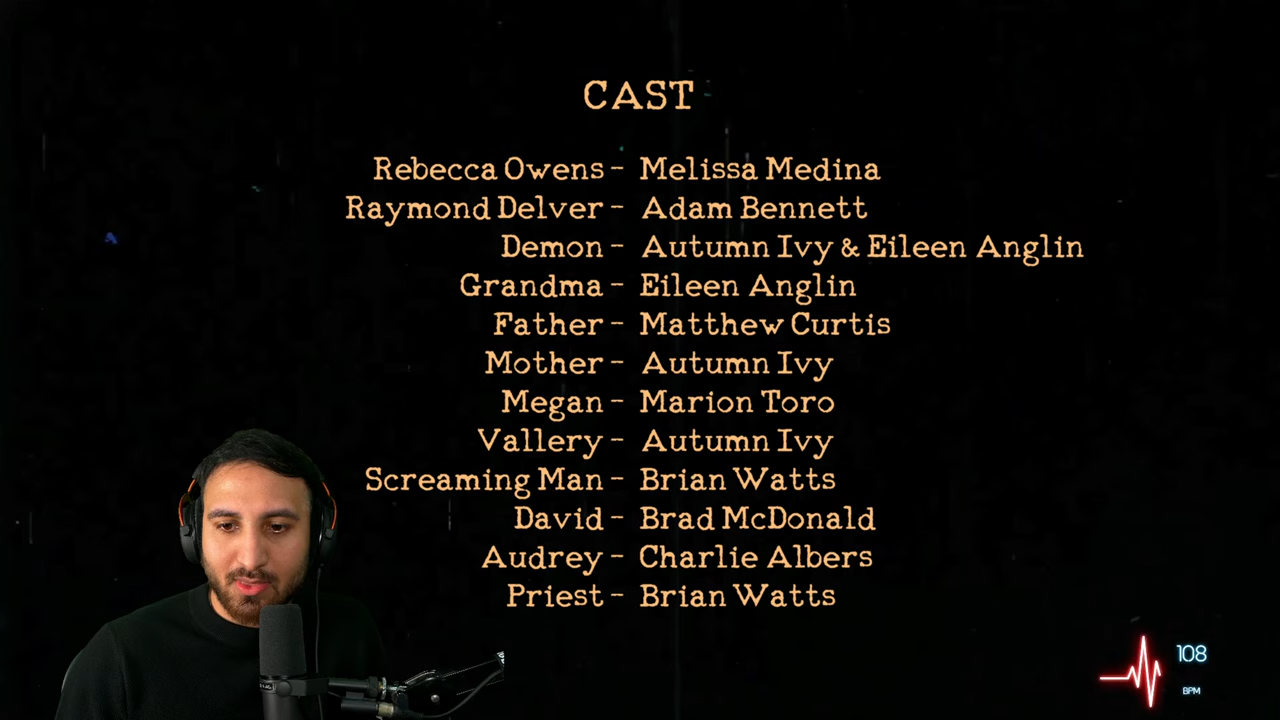 CAST
Rebecca Owens - Melissa Medina
Raymond Delver - Adam Bennett
Demon - Autumn Ivy & Eileen Anglin
Grandma - Eileen Anglin
Father - Matthew Curtis
Mother - Autumn Ivy
Megan - Marion Toro
Vallery - Autumn Ivy
Screaming Man - Brian Watts
David - Brad McDonald
Audrey - Charlie Albers
Priest - Brian Watts
108
BPM